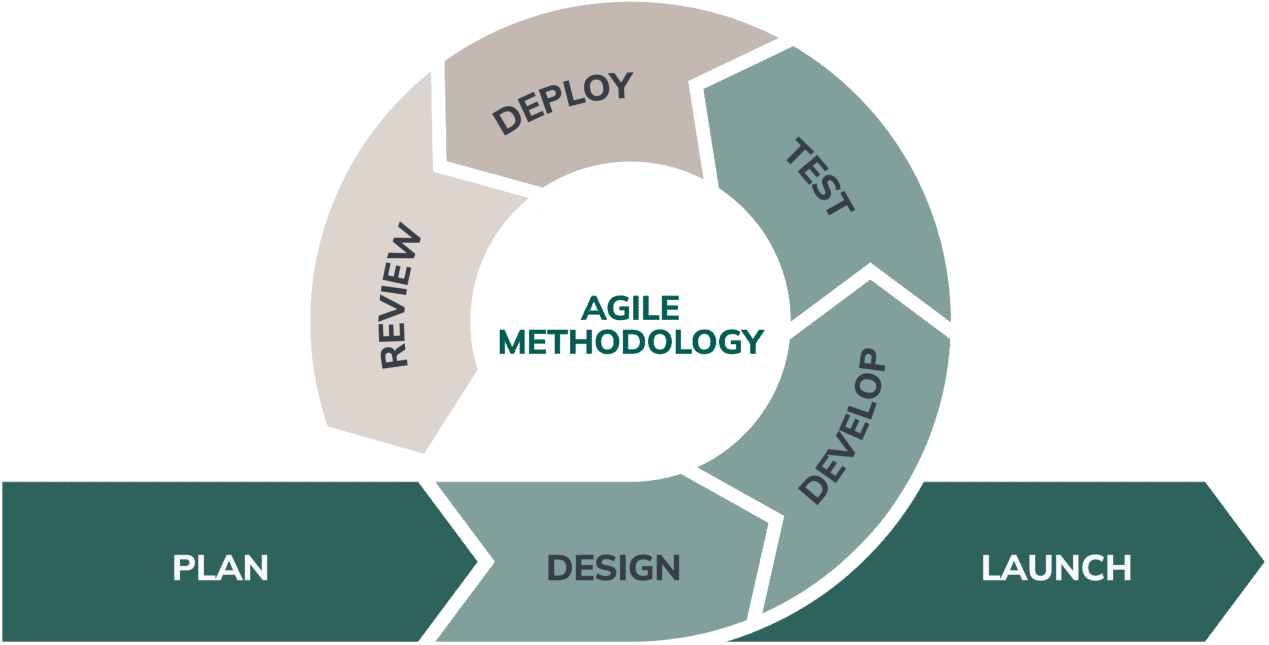 PLAN
DESIGN
DEVELOP
TEST
DEPLOY
REVIEW
LAUNCH
AGILE
METHODOLOGY